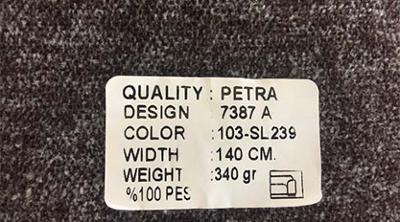 QUALITY : PETRA
DESIGN 7387 A
COLOR :103-SL239
WIDTH :140 CM.
WEIGHT :340 gr
%100 PES